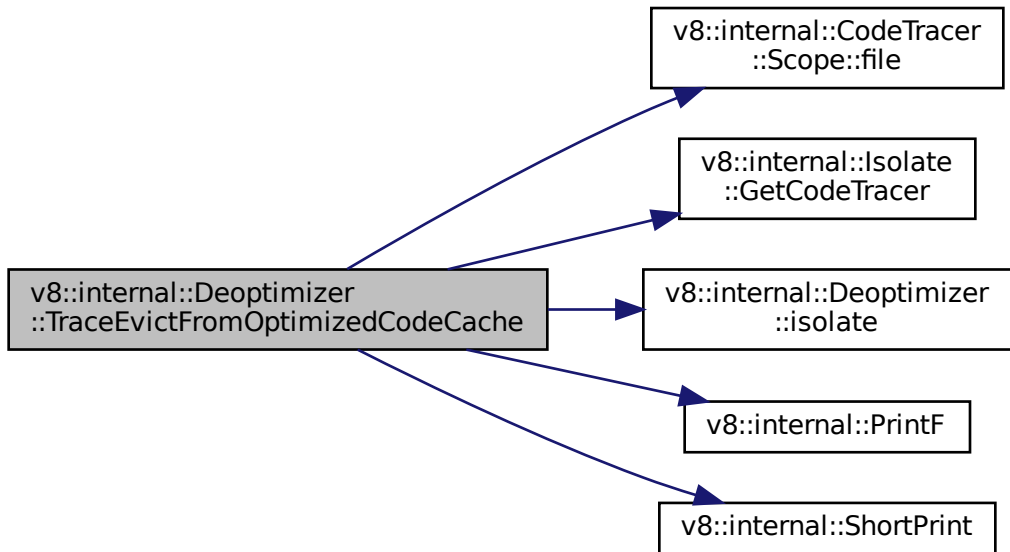 v8::internal::CodeTracer
::Scope::file
v8::internal::Isolate
::GetCodeTracer
v8::internal::Deoptimizer
::TraceEvictFromOptimizedCodeCache
v8::internal::Deoptimizer
::isolate
v8::internal::PrintF
v8::internal::ShortPrint